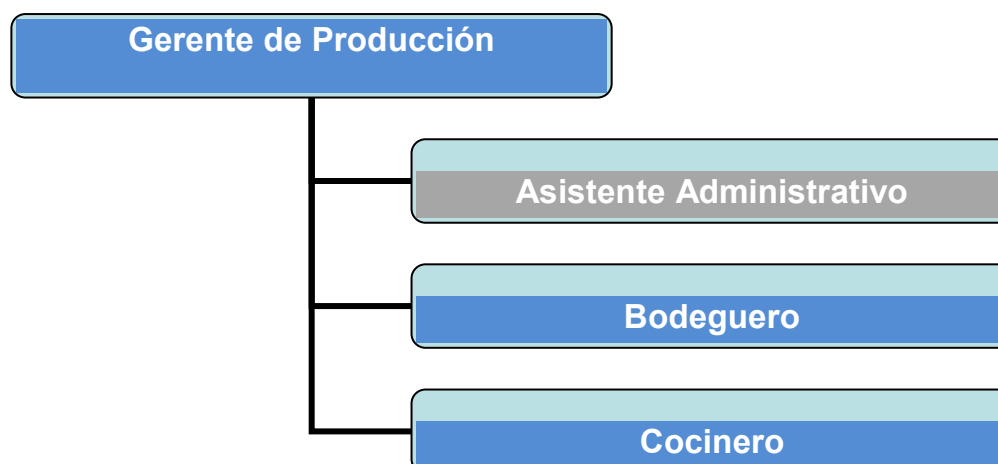 Gerente de Producción
Asistente Administrativo
Bodeguero
Cocinero